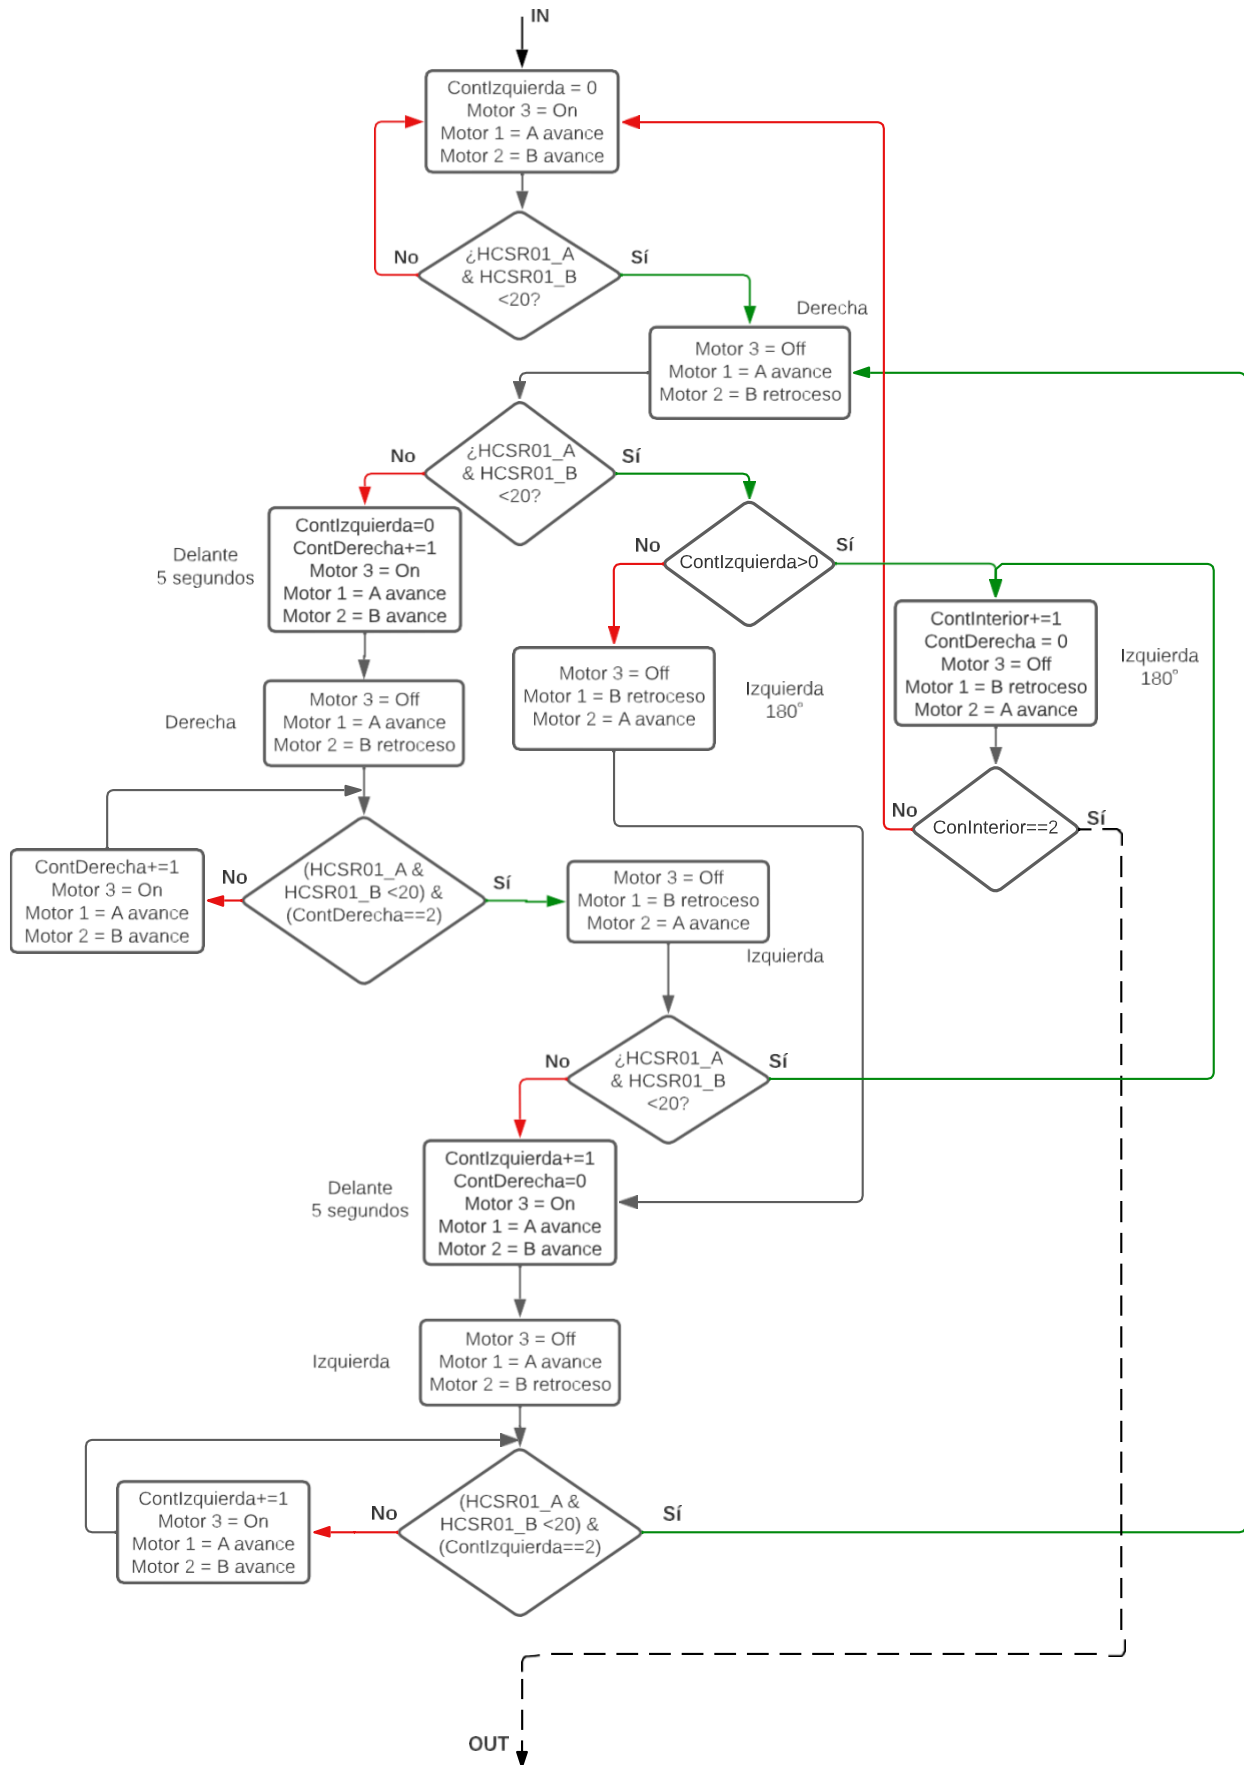 IN
ContIzquierda = 0
Motor 3 = On
Motor 1 = A avance
Motor 2 = B avance
No
¿HCSR01_A
& HCSR01_B
<20?
Sí
Derecha
Motor 3 = Off
Motor 1 = A avance
Motor 2 = B retroceso
No
¿HCSR01_A
& HCSR01_B
<20?
Sí
Delante
5 segundos
ContIzquierda=0
ContDerecha+=1
Motor 3 = On
Motor 1 = A avance
Motor 2 = B avance
No
ContIzquierda>0
Sí
ContInterior+=1
ContDerecha = 0
Motor 3 = Off
Motor 1 = B retroceso
Motor 2 = A avance
Izquierda
180°
Motor 3 = Off
Motor 1 = B retroceso
Motor 2 = A avance
Izquierda
180°
Derecha
Motor 3 = Off
Motor 1 = A avance
Motor 2 = B retroceso
No
ConInterior==2
Sí
ContDerecha+=1
Motor 3 = On
Motor 1 = A avance
Motor 2 = B avance
No
(HCSR01_A &
HCSR01_B <20) &
(ContDerecha==2)
Sí
Motor 3 = Off
Motor 1 = B retroceso
Motor 2 = A avance
Izquierda
No
¿HCSR01_A
& HCSR01_B
<20?
Sí
Delante
5 segundos
ContIzquierda+=1
ContDerecha=0
Motor 3 = On
Motor 1 = A avance
Motor 2 = B avance
Izquierda
Motor 3 = Off
Motor 1 = A avance
Motor 2 = B retroceso
ContIzquierda+=1
Motor 3 = On
Motor 1 = A avance
Motor 2 = B avance
No
(HCSR01_A &
HCSR01_B <20) &
(ContIzquierda==2)
Sí
OUT